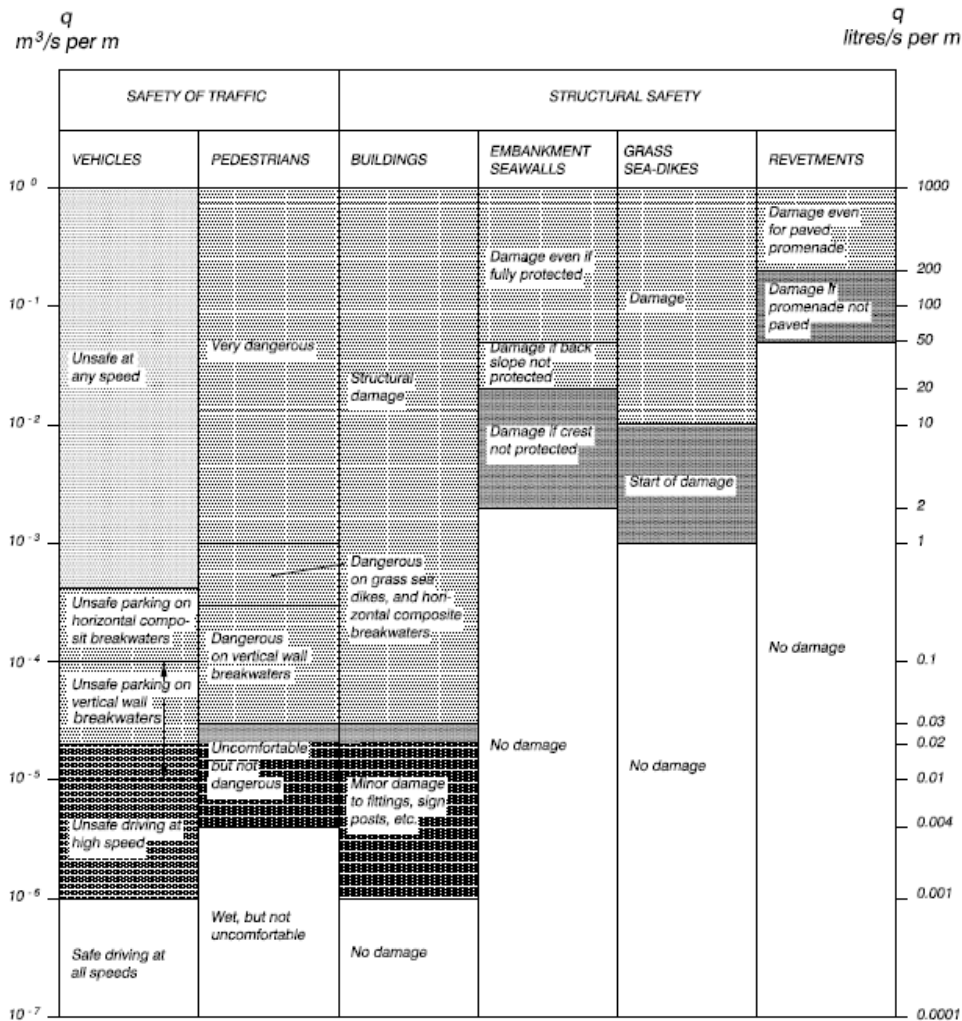 q
m³/s per m
q
litres/s per m
SAFETY OF TRAFFIC
STRUCTURAL SAFETY
VEHICLES
PEDESTRIANS
BUILDINGS
EMBANKMENT
SEAWALLS
GRASS
SEA-DIKES
REVETMENTS
10⁰
10⁻¹
10⁻²
10⁻³
10⁻⁴
10⁻⁵
10⁻⁶
10⁻⁷
Unsafe at
any speed
Unsafe parking on
horizontal compo-
sit breakwaters
Unsafe parking on
vertical wall
breakwaters
Unsafe driving at
high speed
Safe driving at
all speeds
Very dangerous
Dangerous
on grass sea
dikes, and hori-
zontal composite
breakwaters
Dangerous
on vertical wall
breakwaters
Uncomfortable
but not
dangerous
Wet, but not
uncomfortable
Structural
damage
Minor damage
to fittings, sign
posts, etc.
No damage
Damage even if
fully protected
Damage if back
slope not
protected
Damage if crest
not protected
No damage
Damage
Start of damage
No damage
Damage even
for paved
promenade
Damage if
promenade not
paved
No damage
1000
200
100
50
20
10
2
1
0.1
0.03
0.02
0.01
0.004
0.001
0.0001